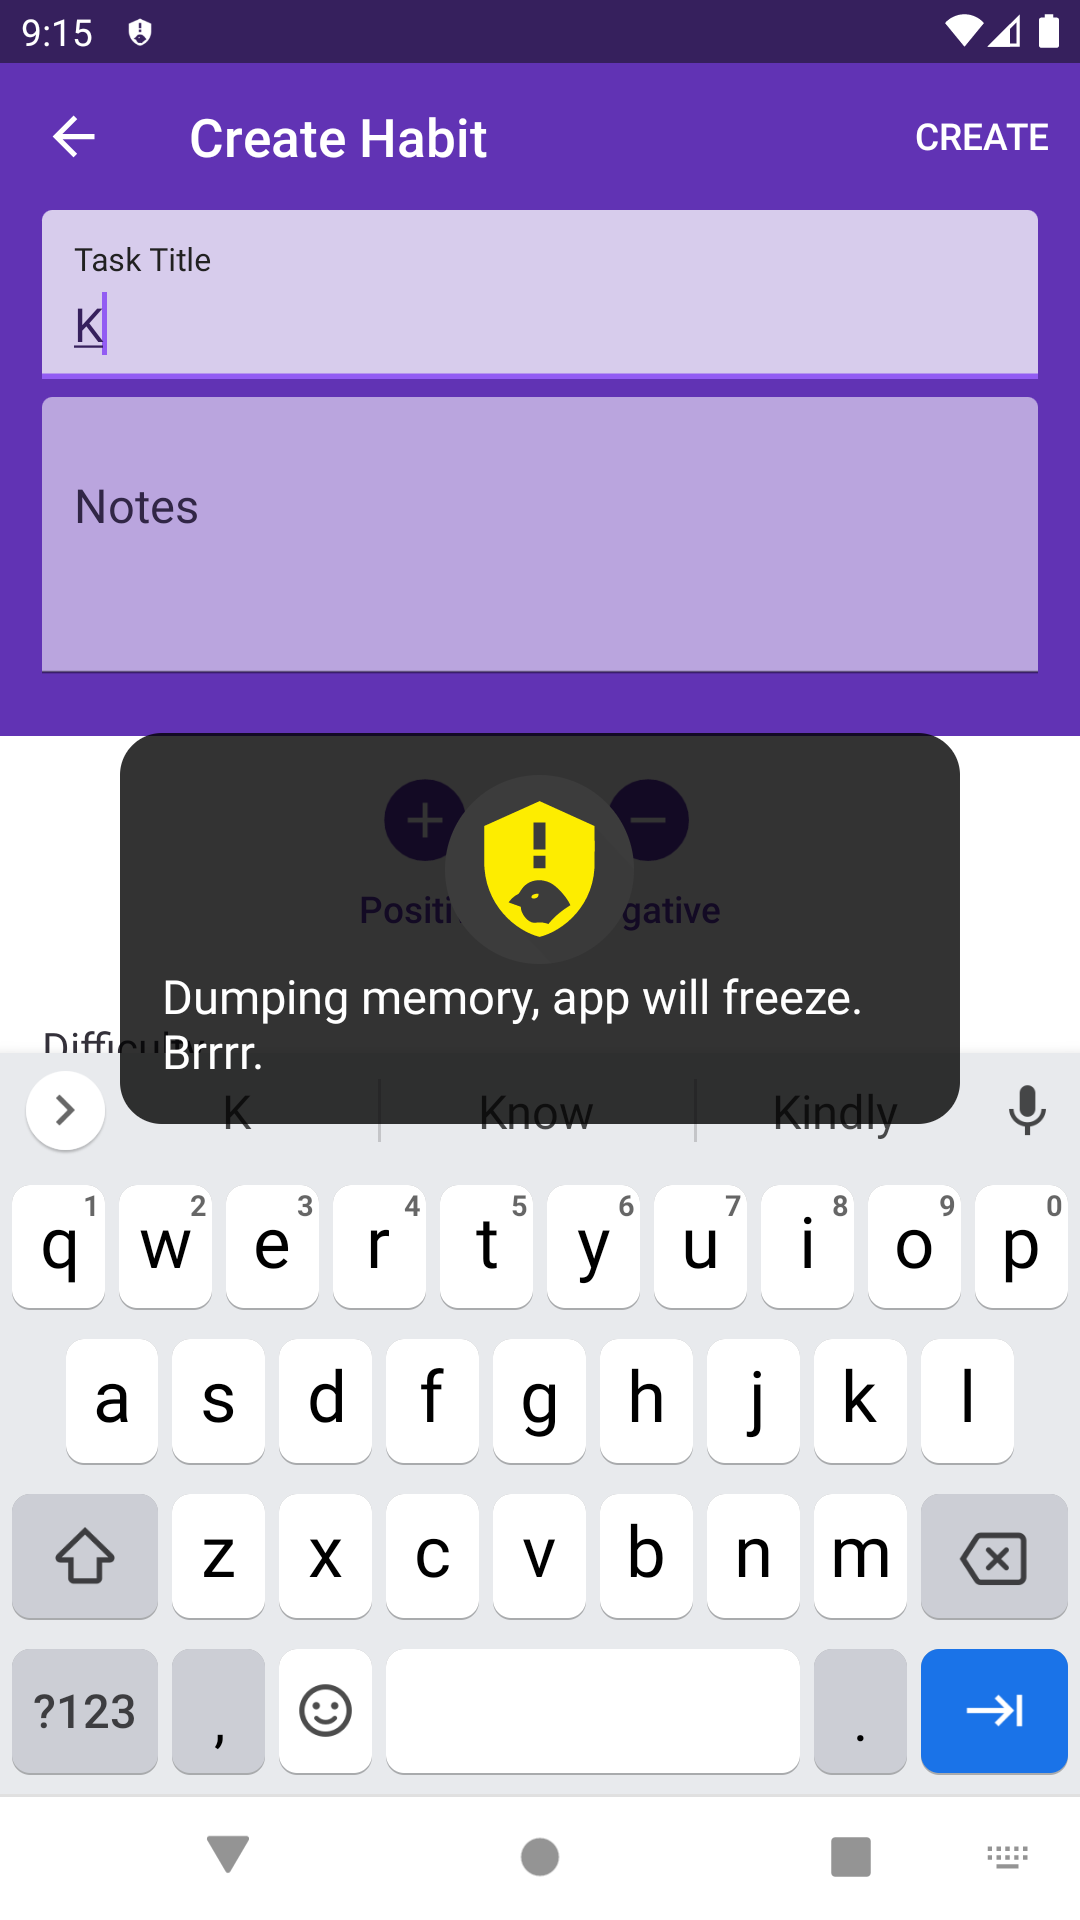 9:15
Create Habit
CREATE
Task Title
K
Notes
Positi
gative
Dumping memory, app will freeze.
Brrrr.
Difficulty
K
Know
Kindly
q 1 w 2 e 3 r 4 t 5 y 6 u 7 i 8 o 9 p 0
a s d f g h j k l
z x c v b n m
?123 , .